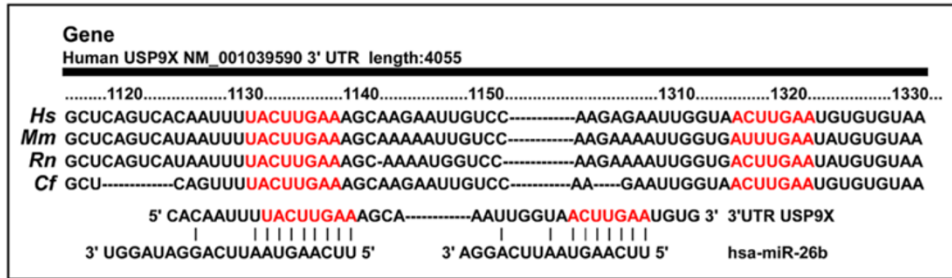 Gene
Human USP9X NM_001039590 3' UTR length:4055
.........1120..............1130..............1140..............1150......................1310..............1320..............1330...
Hs GCUCAGUCACAAUUUUACUUGAAAGCAAGAAUUGUCC-----------AAGAGAAUUGGUAACUUGAAUGUGUGUAA
Mm GCUCAGUCAUAAUUUUACUUGAAAGCAAAAAUUGUCC-----------AAGAAAAUUGGUGAUUUGAAUAUGUGUAA
Rn GCUCAGUCAUAAUUUUACUUGAAAGC-AAAAUGGUCC-----------AAGAAAAUUGGUGACUUGAAUAUGUGUAA
Cf GCU------------CAGUUUUACUUGAAAGCAAGAAUUGUCC-----------AA-----GAAUUGGUAACUUGAAUGUGUGUAA
5' CACAAUUUUACUUGAAAGCA------------AAUUGGUAACUUGAAUGUG 3' 3'UTR USP9X
3' UGGAUAGGACUUAAUGAACUU 5' 3' AGGACUUAAUGAACUU 5' hsa-miR-26b